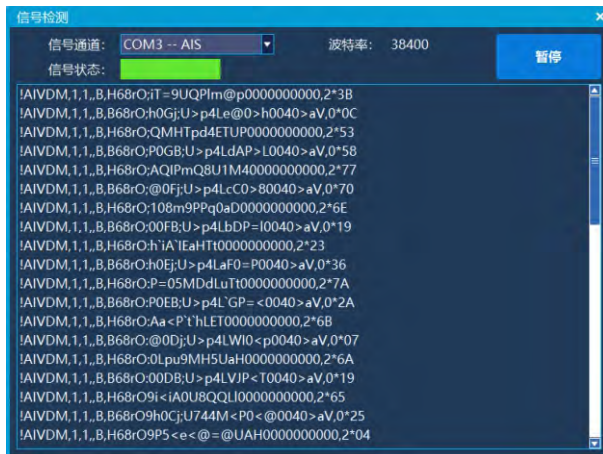 信号检测
信号通道: COM3 -- AIS 波特率: 38400
暂停
信号状态:
!AIVDM,1,1,,B,H68rO;iT=9UQPlm@p0000000000,2*3B
!AIVDM,1,1,,B,B68rO;h0Gj;U>p4Le@0>h0040>aV,0*0C
!AIVDM,1,1,,B,H68rO;QMHTpd4ETUP0000000000,2*53
!AIVDM,1,1,,B,B68rO;P0GB;U>p4LdAP>L0040>aV,0*58
!AIVDM,1,1,,B,H68rO;AQIPmQ8U1M40000000000,2*77
!AIVDM,1,1,,B,B68rO;@0Fj;U>p4LcC0>80040>aV,0*70
!AIVDM,1,1,,B,H68rO;108m9PPq0aD0000000000,2*6E
!AIVDM,1,1,,B,B68rO;00FB;U>p4LbDP=l0040>aV,0*19
!AIVDM,1,1,,B,H68rO:h`iA`lEaHTt0000000000,2*23
!AIVDM,1,1,,B,B68rO:h0Ej;U>p4LaF0=P0040>aV,0*36
!AIVDM,1,1,,B,H68rO:P=05MDdLuTt0000000000,2*7A
!AIVDM,1,1,,B,B68rO:P0EB;U>p4L`GP=<0040>aV,0*2A
!AIVDM,1,1,,B,H68rO:Aa<P`t`hLET0000000000,2*6B
!AIVDM,1,1,,B,B68rO:@0Dj;U>p4LWI0<p0040>aV,0*07
!AIVDM,1,1,,B,H68rO:0Lpu9MH5UaH0000000000,2*6A
!AIVDM,1,1,,B,B68rO:00DB;U>p4LVJP<T0040>aV,0*19
!AIVDM,1,1,,B,H68rO9i<iA0U8QQLl0000000000,2*65
!AIVDM,1,1,,B,B68rO9h0Cj;U744M<P0<@0040>aV,0*25
!AIVDM,1,1,,B,H68rO9P5<e<@=@UAH0000000000,2*04